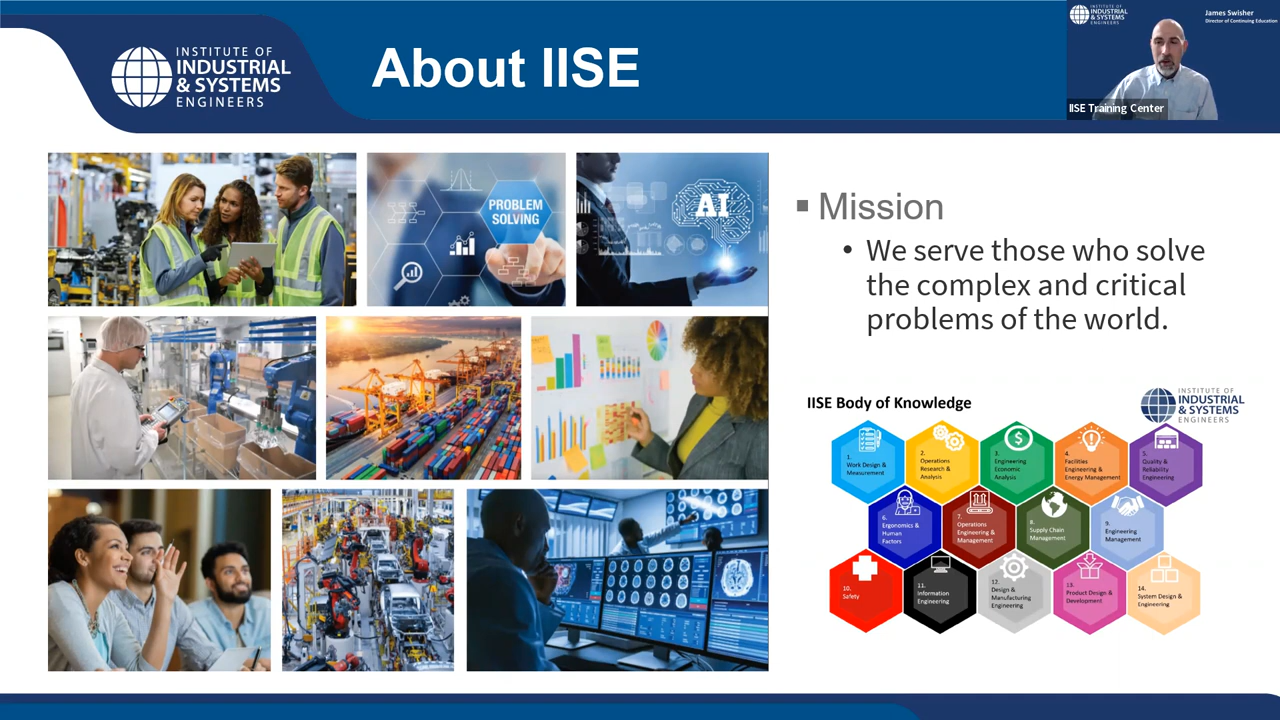 INSTITUTE OF
INDUSTRIAL
& SYSTEMS
ENGINEERS
About IISE
INSTITUTE OF
INDUSTRIAL
& SYSTEMS
ENGINEERS
James Swisher
Director of Continuing Education
IISE Training Center
PROBLEM
SOLVING
AI
Mission
• We serve those who solve
the complex and critical
problems of the world.
IISE Body of Knowledge
INSTITUTE OF
INDUSTRIAL
& SYSTEMS
ENGINEERS
1.
Work Design &
Measurement
2.
Operations
Research &
Analysis
3.
Engineering
Economic
Analysis
4.
Facilities
Engineering &
Energy Management
5.
Quality &
Reliability
Engineering
6.
Ergonomics &
Human
Factors
7.
Operations
Engineering &
Management
8.
Supply Chain
Management
9.
Engineering
Management
10.
Safety
11.
Information
Engineering
12.
Design &
Manufacturing
Engineering
13.
Product Design &
Development
14.
System Design &
Engineering